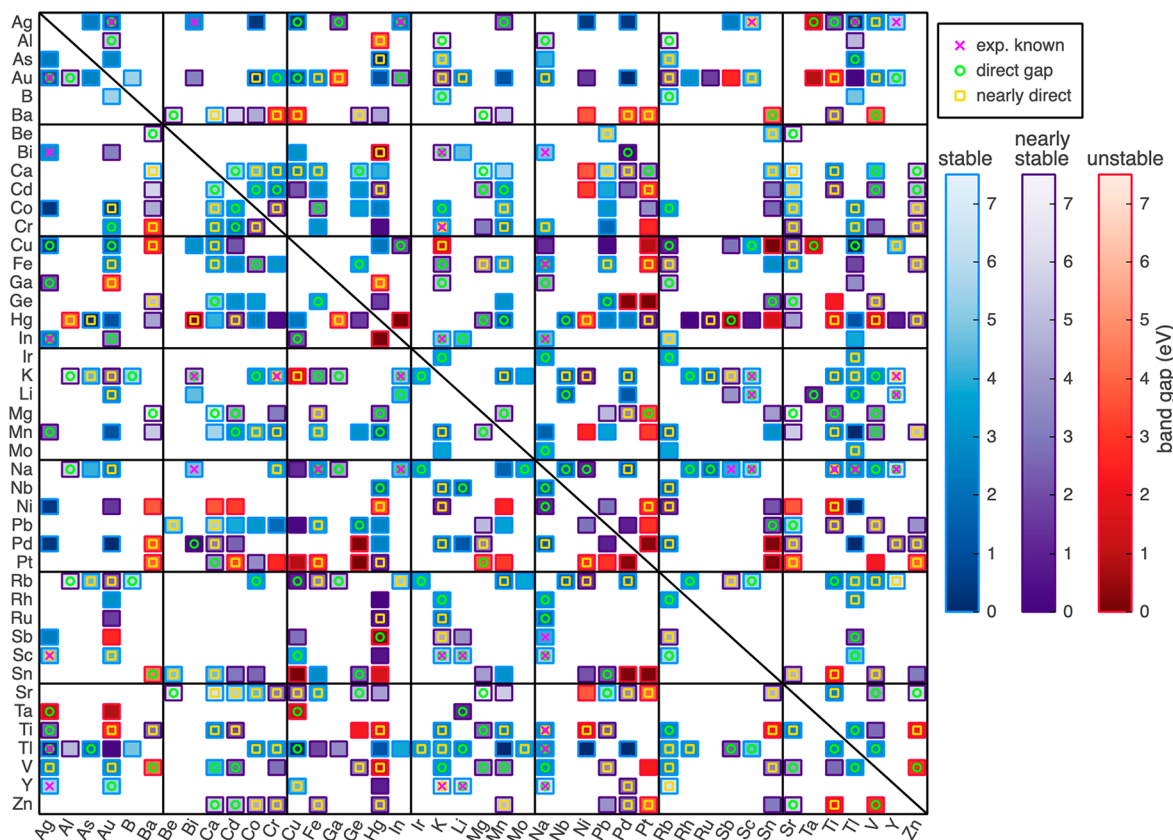 Ag
Al
As
Au
B
Ba
Be
Bi
Ca
Cd
Co
Cr
Cu
Fe
Ga
Ge
Hg
In
Ir
K
Li
Mg
Mn
Mo
Na
Nb
Ni
Pb
Pd
Pt
Rb
Rh
Ru
Sb
Sc
Sn
Sr
Ta
Ti
Tl
V
Y
Zn
Ag Al As Au B Ba Be Bi Ca Cd Co Cr Cu Fe Ga Ge Hg In Ir K Li Mg Mn Mo Na Nb Ni Pb Pd Pt Rb Rh Ru Sb Sc Sn Sr Ta Ti Tl V Y Zn
exp. known
direct gap
nearly direct
stable
nearly
stable
unstable
7 7 7
6 6 6
5 5 5
4 4 4
3 3 3
2 2 2
1 1 1
0 0 0
band gap (eV)